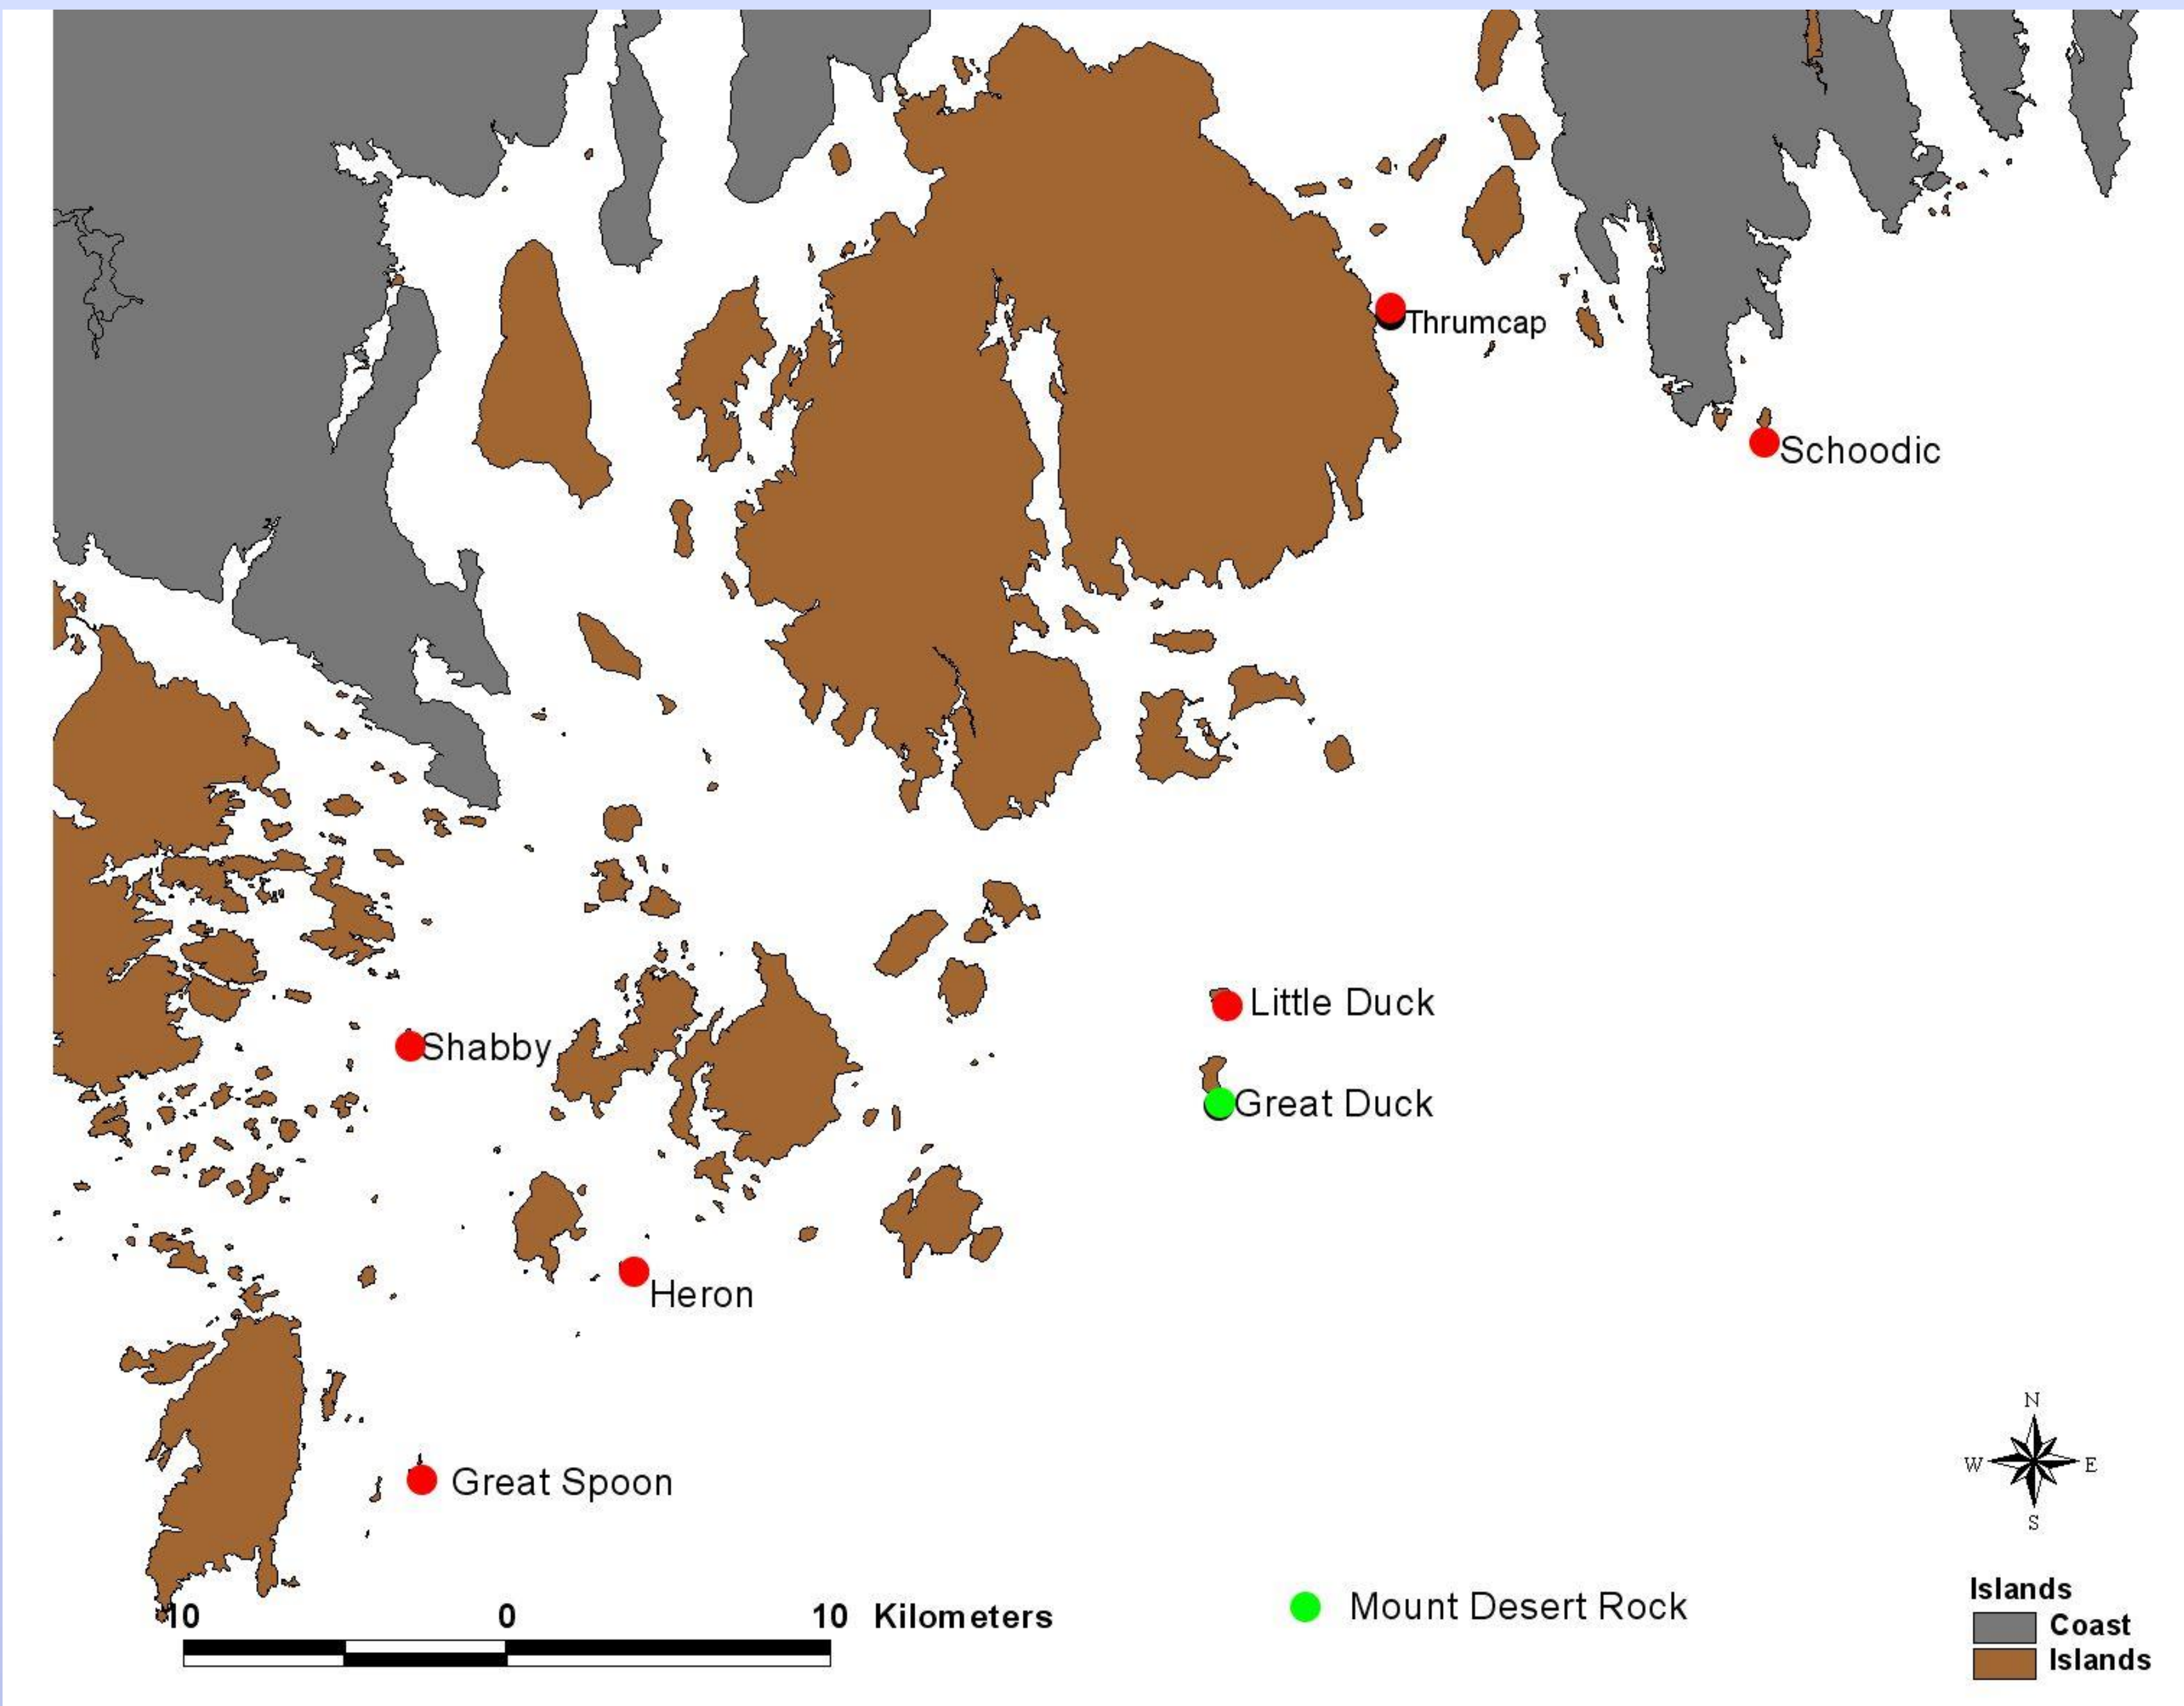 Thrumcap
Schoodic
Little Duck
Shabby
Great Duck
Heron
Great Spoon
N
W E
S
Mount Desert Rock
10 0 10 Kilometers
Islands
Coast
Islands